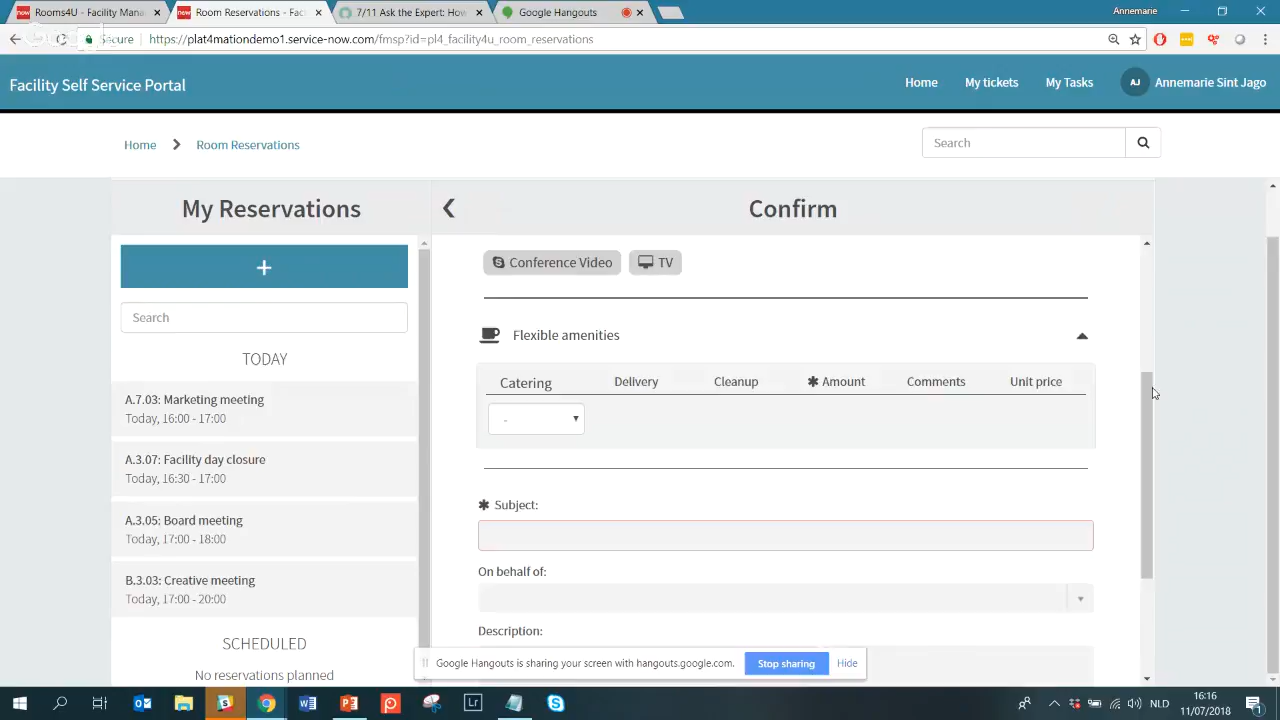 Rooms4U - Facility Mana
Room Reservations - Fac
7/11 Ask the Expert: How
Google Hangouts
Annemarie
Secure
https://plat4mationdemo1.service-now.com/fmsp?id=pl4_facility4u_room_reservations
Facility Self Service Portal
Home
My tickets
My Tasks
AJ
Annemarie Sint Jago
Home
Room Reservations
Search
My Reservations
Confirm
+
Search
TODAY
A.7.03: Marketing meeting
Today, 16:00 - 17:00
A.3.07: Facility day closure
Today, 16:30 - 17:00
A.3.05: Board meeting
Today, 17:00 - 18:00
B.3.03: Creative meeting
Today, 17:00 - 20:00
SCHEDULED
No reservations planned
Conference Video
TV
Flexible amenities
Catering
Delivery
Cleanup
✱ Amount
Comments
Unit price
-
✱ Subject:
On behalf of:
Description:
Google Hangouts is sharing your screen with hangouts.google.com.
Stop sharing
Hide
Lr
NLD
16:16
11/07/2018
1